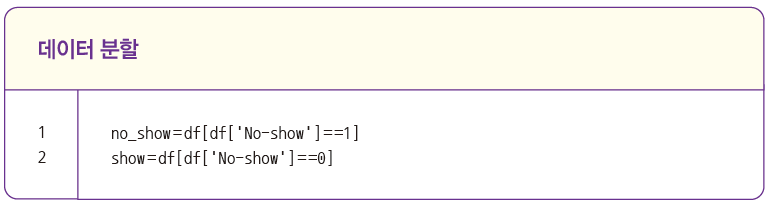 데이터 분할
1 no_show=df[df['No-show']==1]
2 show=df[df['No-show']==0]